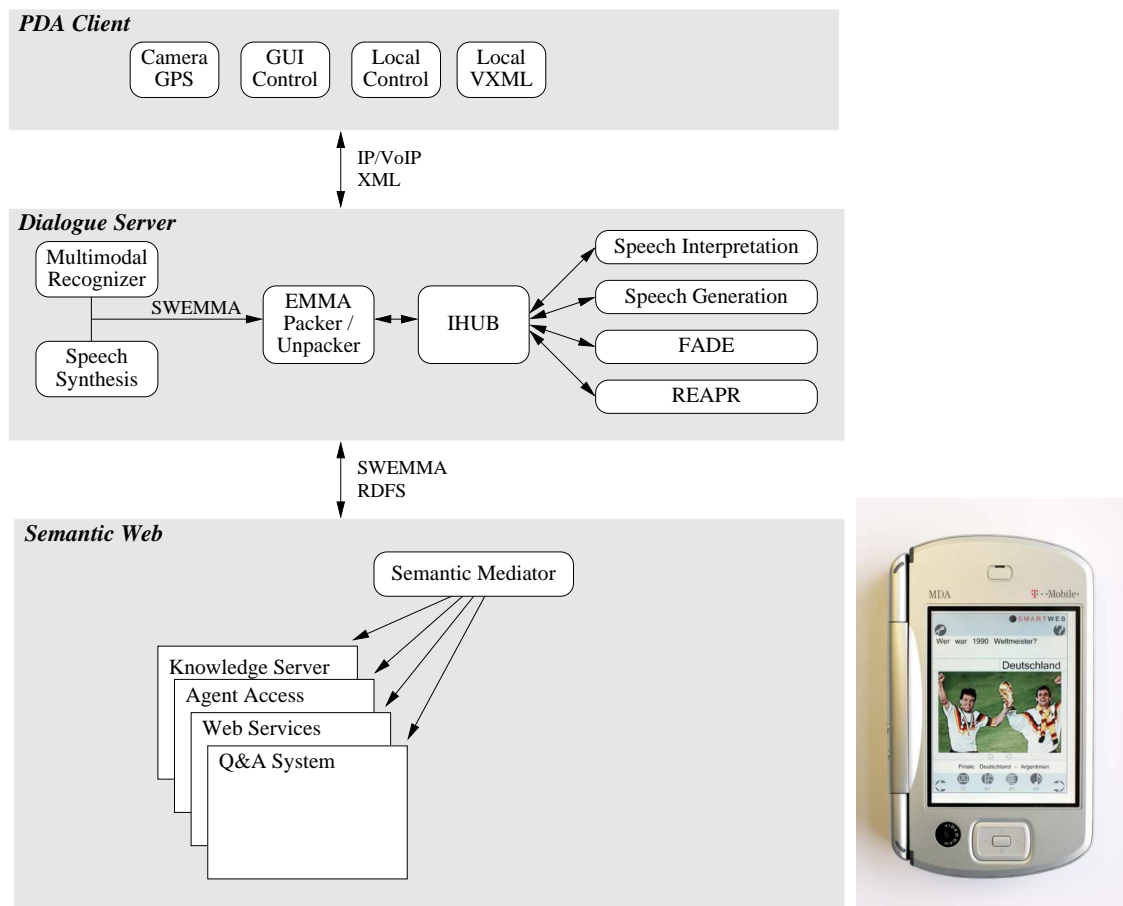 PDA Client
Camera
GPS
GUI
Control
Local
Control
Local
VXML
IP/VoIP
XML
Dialogue Server
Multimodal
Recognizer
SWEMMA
Speech
Synthesis
EMMA
Packer /
Unpacker
IHUB
Speech Interpretation
Speech Generation
FADE
REAPR
SWEMMA
RDFS
Semantic Web
Semantic Mediator
Knowledge Server
Agent Access
Web Services
Q&A System
MDA
T··Mobile·
SMARTWEB
Wer war 1990 Weltmeister?
Deutschland
Finale: Deutschland - Argentinien